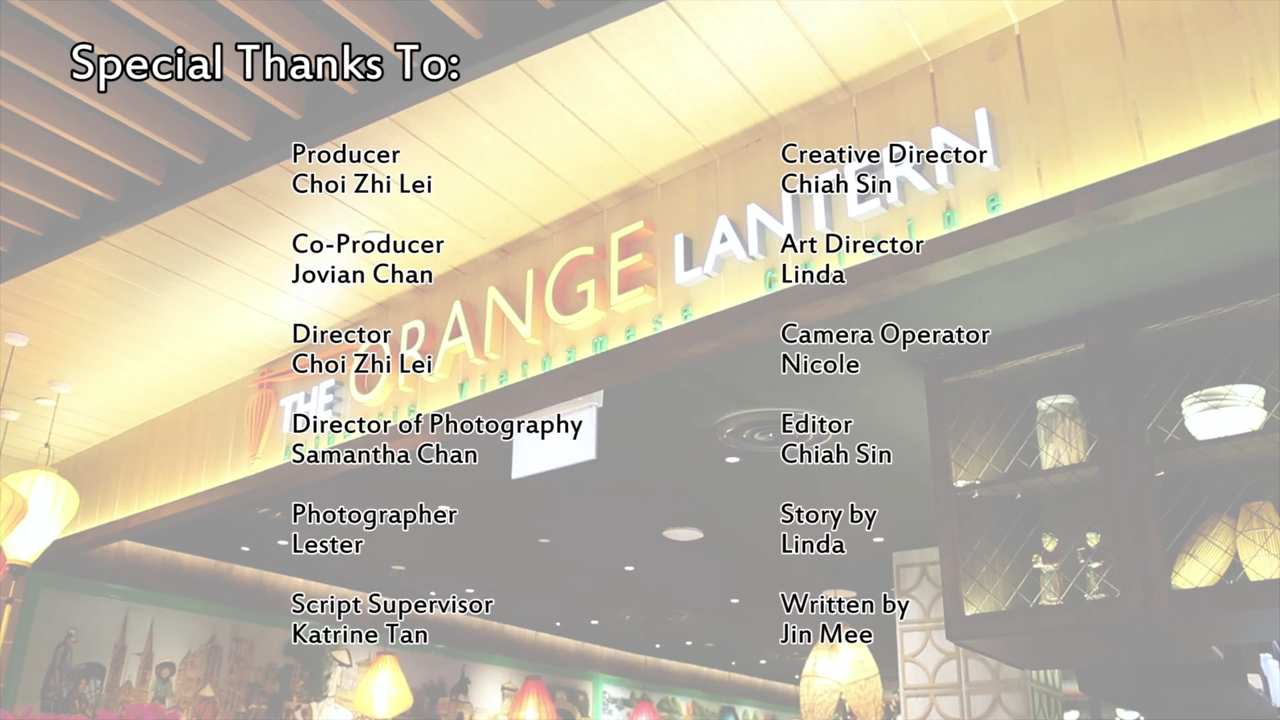 Special Thanks To:
Producer
Choi Zhi Lei
Co-Producer
Jovian Chan
Director
Choi Zhi Lei
Director of Photography
Samantha Chan
Photographer
Lester
Script Supervisor
Katrine Tan
Creative Director
Chiah Sin
Art Director
Linda
Camera Operator
Nicole
Editor
Chiah Sin
Story by
Linda
Written by
Jin Mee
THE ORANGE LANTERN
Vietnamese